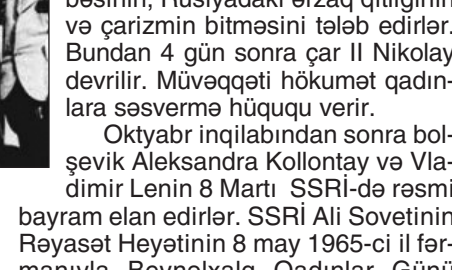 bəsinin, Rusiyadakı ərzaq qıtlığının
və çarizmin bitməsini tələb edirlər.
Bundan 4 gün sonra çar II Nikolay
devrilir. Müvəqqəti hökumət qadın-
lara səsvermə hüququ verir.
Oktyabr inqilabından sonra bol-
şevik Aleksandra Kollontay və Vla-
dimir Lenin 8 Martı SSRİ-də rəsmi
bayram elan edirlər. SSRİ Ali Sovetinin
Rəyasət Heyətinin 8 may 1965-ci il fər-
manıyla Beynəlxalq Qadınlar Günü